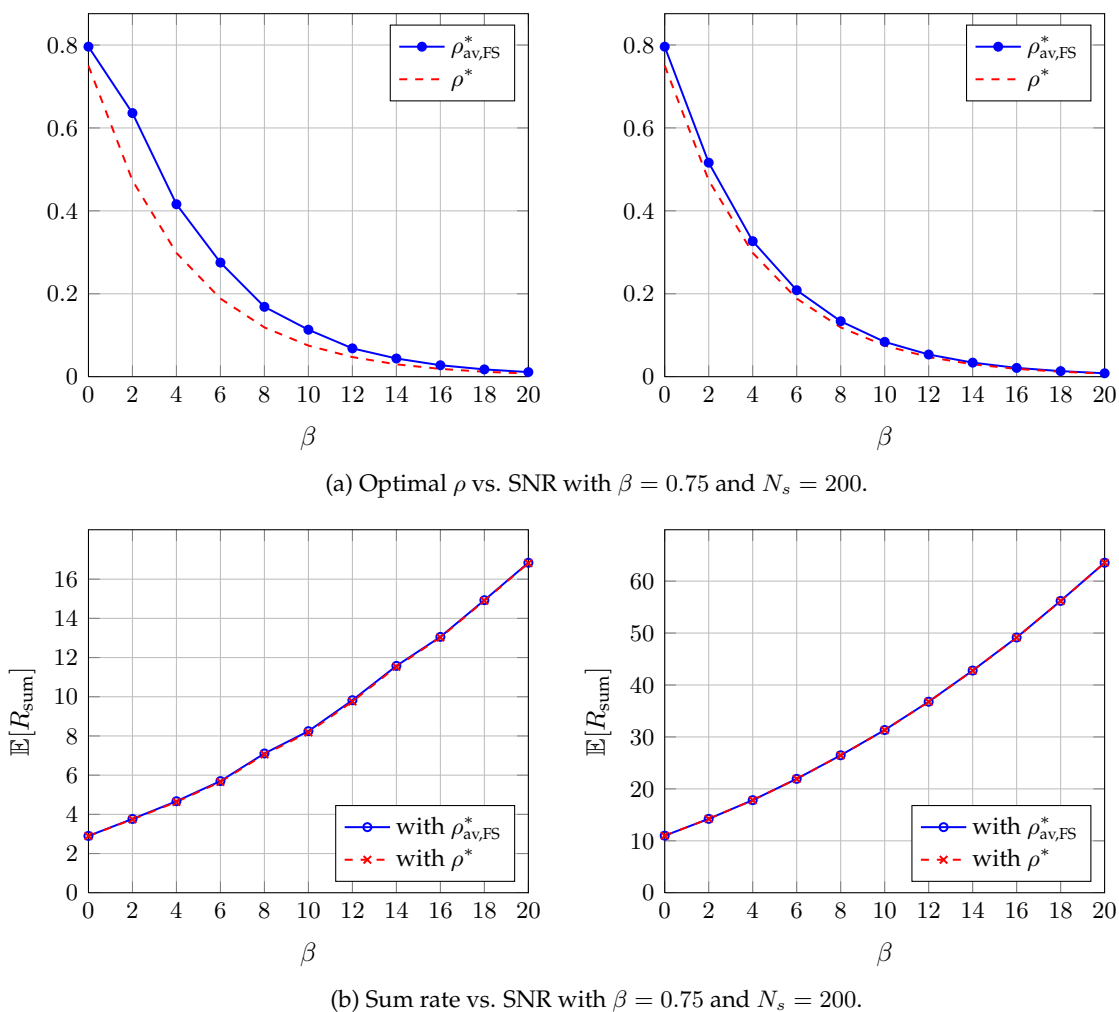 0.8
0.6
0.4
0.2
0
ρ*av,FS
ρ*
0 2 4 6 8 10 12 14 16 18 20
β
0.8
0.6
0.4
0.2
0
ρ*av,FS
ρ*
0 2 4 6 8 10 12 14 16 18 20
β
(a) Optimal ρ vs. SNR with β = 0.75 and Nₛ = 200.
𝔼[Rsum]
16
14
12
10
8
6
4
2
0
with ρ*av,FS
with ρ*
0 2 4 6 8 10 12 14 16 18 20
β
𝔼[Rsum]
60
50
40
30
20
10
0
with ρ*av,FS
with ρ*
0 2 4 6 8 10 12 14 16 18 20
β
(b) Sum rate vs. SNR with β = 0.75 and Nₛ = 200.